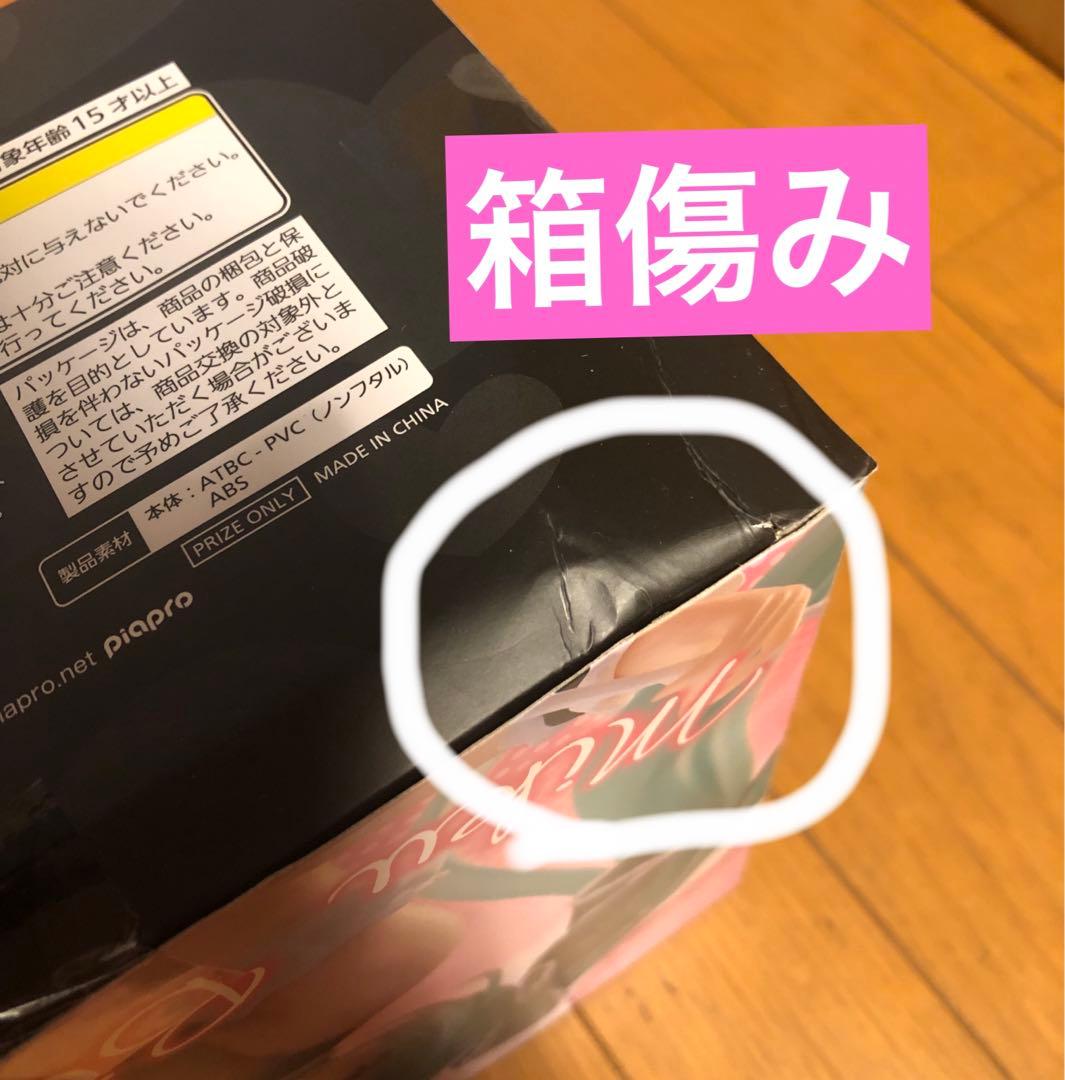 箱傷み
対象年齢15才以上
対に与えないでください。
は十分ご注意ください。
行ってください。
パッケージは、商品の梱包と保
護を目的としています。商品破
損を伴わないパッケージ破損に
ついては、商品交換の対象外と
させていただく場合がございま
すので予めご了承ください。
製品素材 本体：ATBC-PVC（ノンフタル）
ABS
PRIZE ONLY MADE IN CHINA
iapro.net piapro
Miku